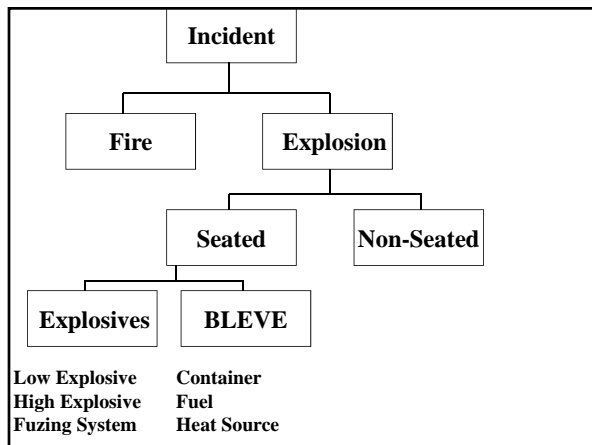 Incident
Fire
Explosion
Seated
Non-Seated
Explosives
BLEVE
Low Explosive
High Explosive
Fuzing System
Container
Fuel
Heat Source